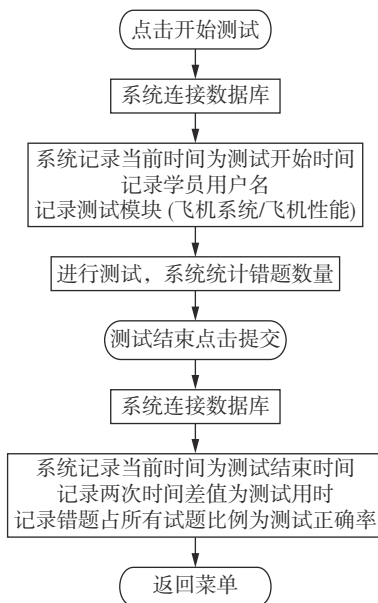 点击开始测试
系统连接数据库
系统记录当前时间为测试开始时间
记录学员用户名
记录测试模块(飞机系统/飞机性能)
进行测试，系统统计错题数量
测试结束点击提交
系统连接数据库
系统记录当前时间为测试结束时间
记录两次时间差值为测试用时
记录错题占所有试题比例为测试正确率
返回菜单